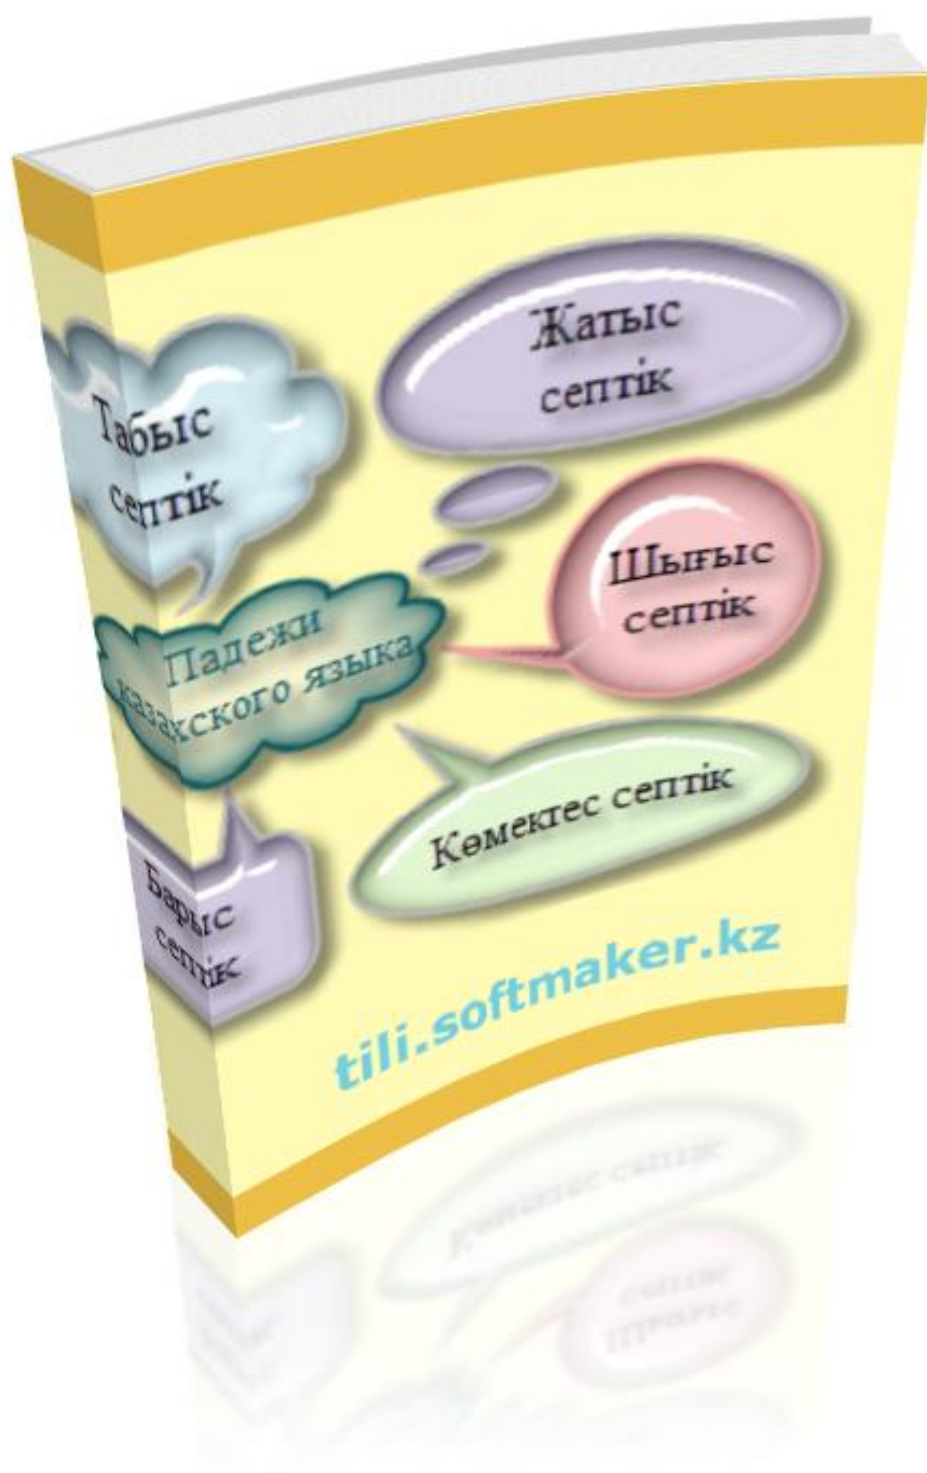 Жатыс
септік
Табыс
септік
Шығыс
септік
Падежи
казахского языка
Көмектес септік
Барыс
септік
tili.softmaker.kz